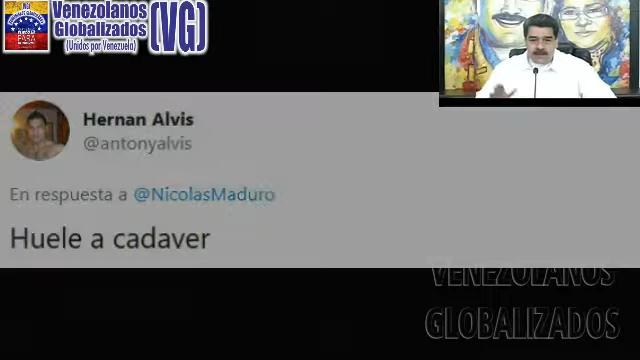 Venezolanos
Globalizados
(Unidos por Venezuela)
(VG)
Hernan Alvis
@antonyalvis
En respuesta a @NicolasMaduro
Huele a cadaver
VENEZOLANOS
GLOBALIZADOS